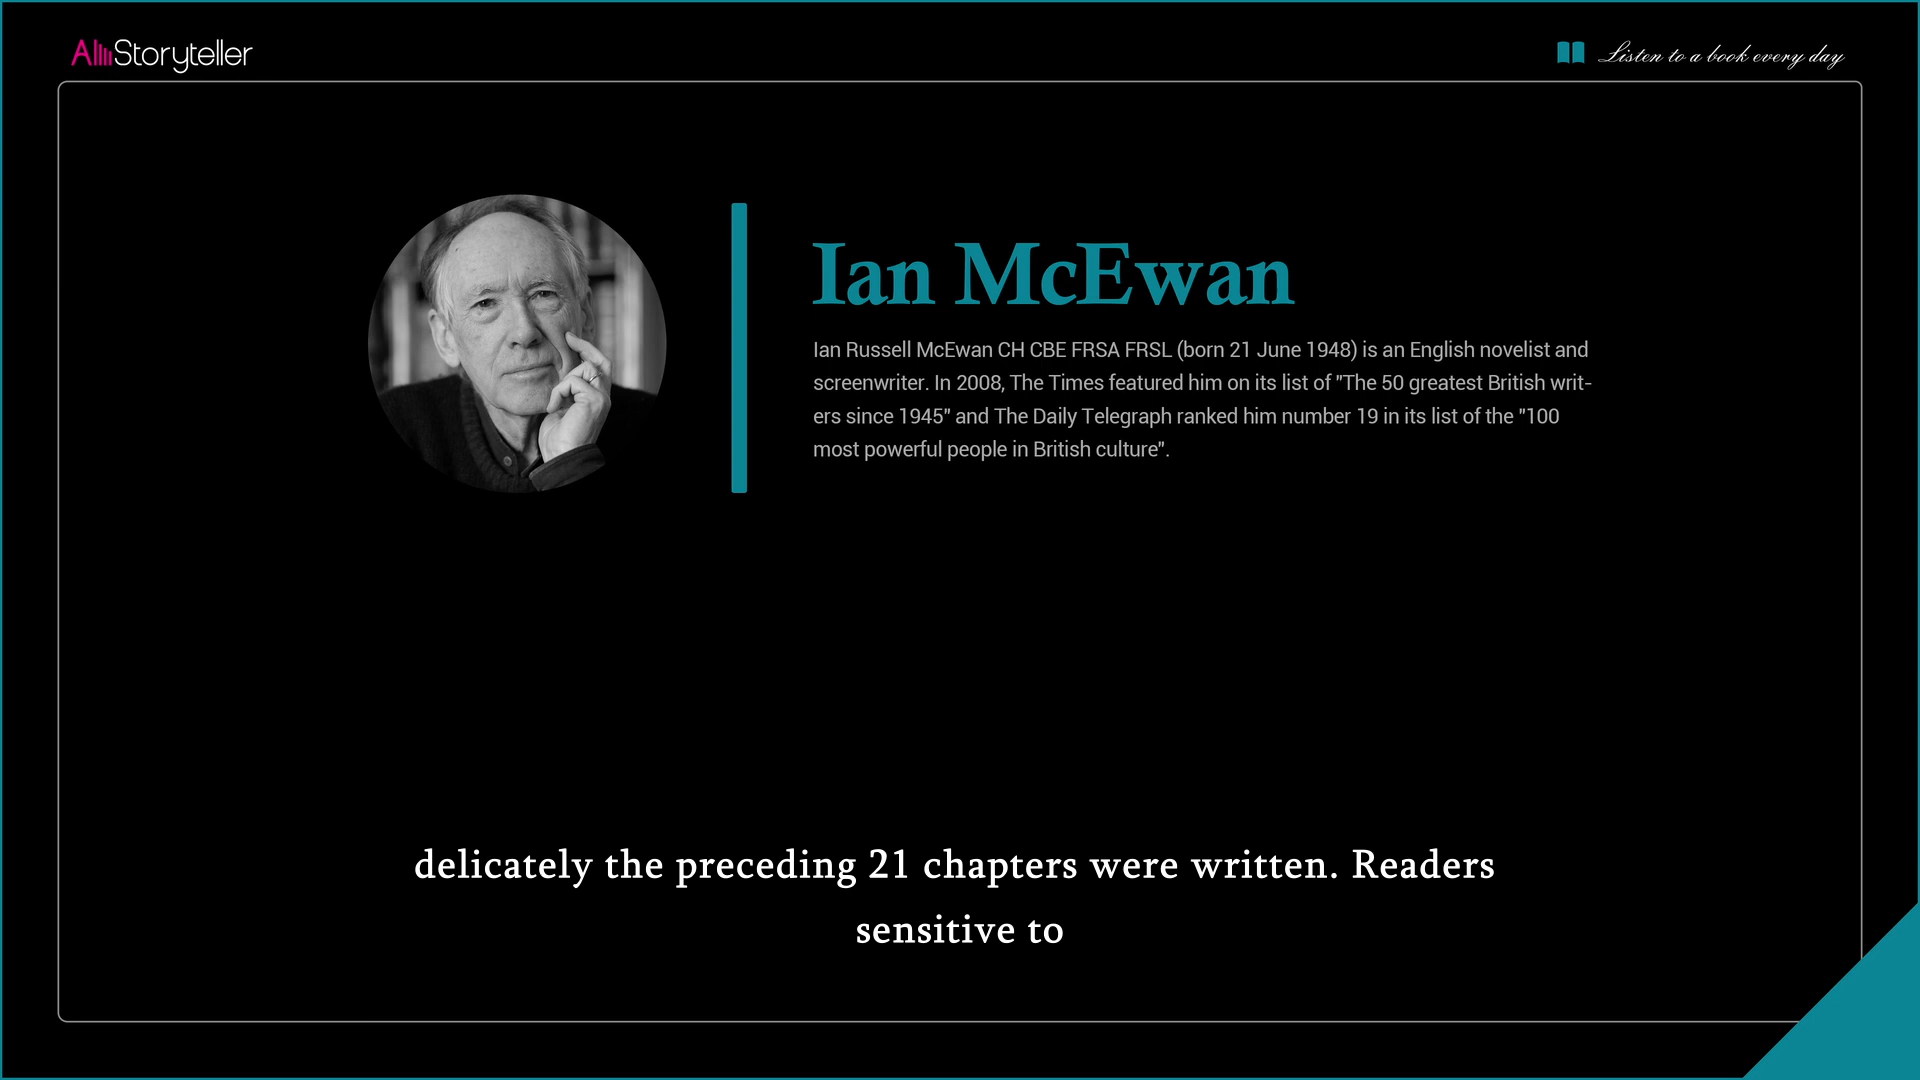 AllStoryteller
Listen to a book every day
Ian McEwan
Ian Russell McEwan CH CBE FRSA FRSL (born 21 June 1948) is an English novelist and
screenwriter. In 2008, The Times featured him on its list of "The 50 greatest British writ-
ers since 1945" and The Daily Telegraph ranked him number 19 in its list of the "100
most powerful people in British culture".
delicately the preceding 21 chapters were written. Readers
sensitive to